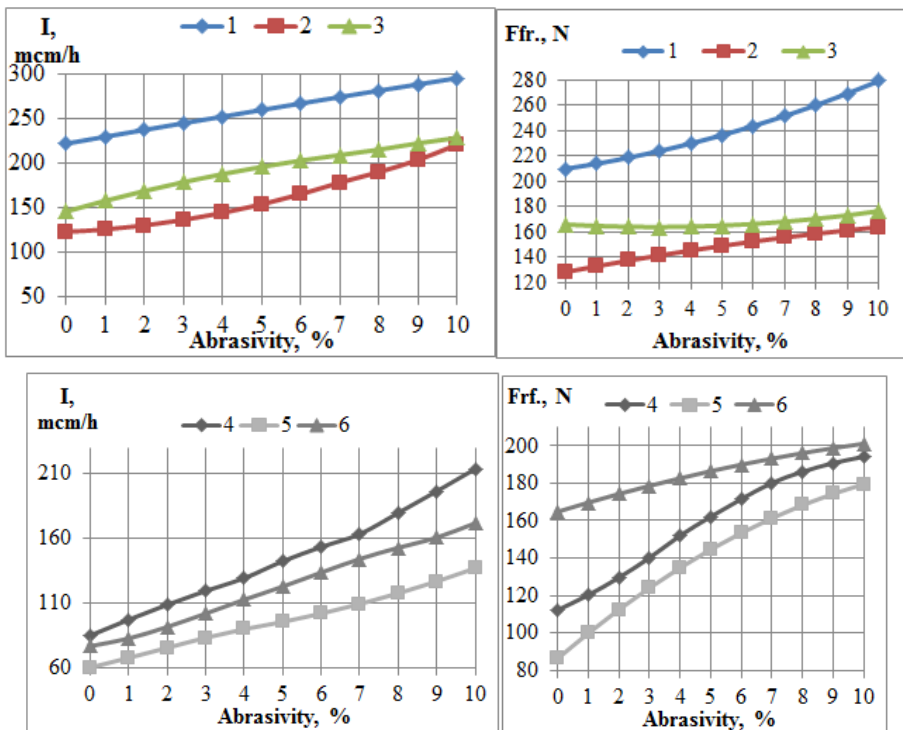 I,
mcm/h
1 2 3
300
250
200
150
100
50
0 1 2 3 4 5 6 7 8 9 10
Abrasivity, %
Ffr., N
1 2 3
280
260
240
220
200
180
160
140
120
0 1 2 3 4 5 6 7 8 9 10
Abrasivity, %
I,
mcm/h
4 5 6
210
160
110
60
0 1 2 3 4 5 6 7 8 9 10
Abrasivity, %
Frf., N
4 5 6
200
180
160
140
120
100
80
0 1 2 3 4 5 6 7 8 9 10
Abrasivity, %